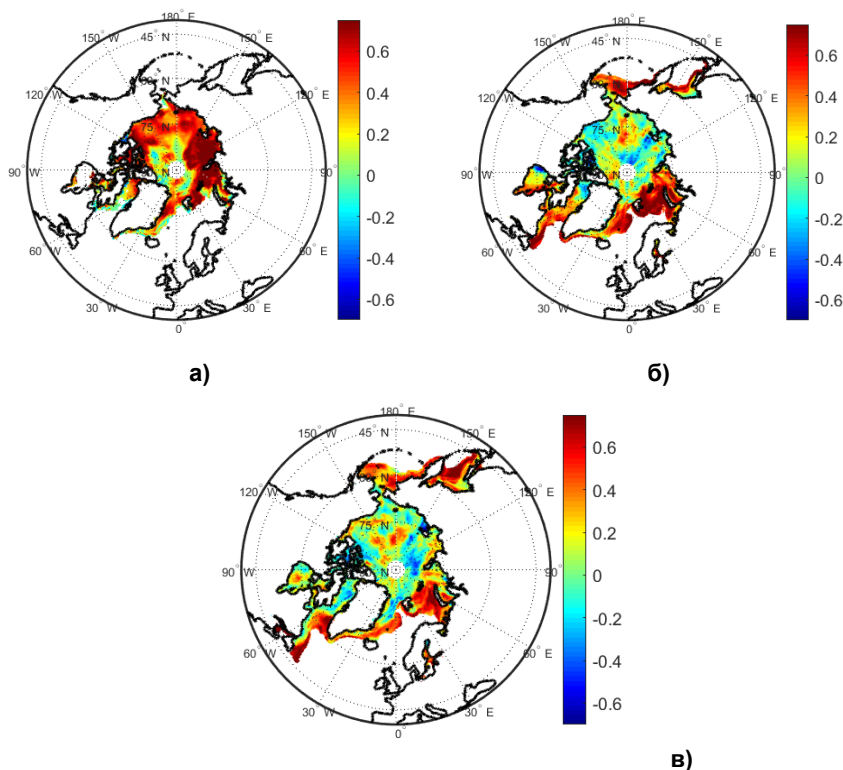 180° E
150° W
150° E
45° N
120° W
120° E
60
75° N
90° W
90° E
N
60° W
60° E
30° W
30° E
0°
0.6
0.4
0.2
0
-0.2
-0.4
-0.6
а)
180° E
150° W
150° E
45° N
120° W
120° E
60
75° N
90° W
90° E
N
60° W
60° E
30° W
30° E
0°
0.6
0.4
0.2
0
-0.2
-0.4
-0.6
б)
180° E
150° W
150° E
45° N
120° W
120° E
N
75° N
90° W
90° E
N
60° W
60° E
30° W
30° E
0°
0.6
0.4
0.2
0
-0.2
-0.4
-0.6
в)